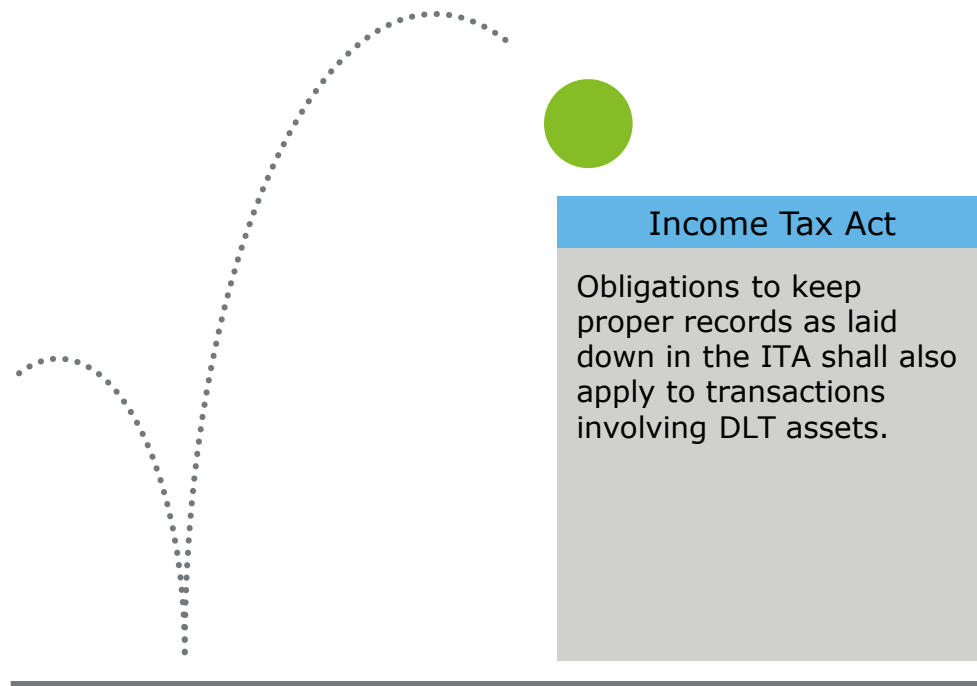 Income Tax Act
Obligations to keep
proper records as laid
down in the ITA shall also
apply to transactions
involving DLT assets.